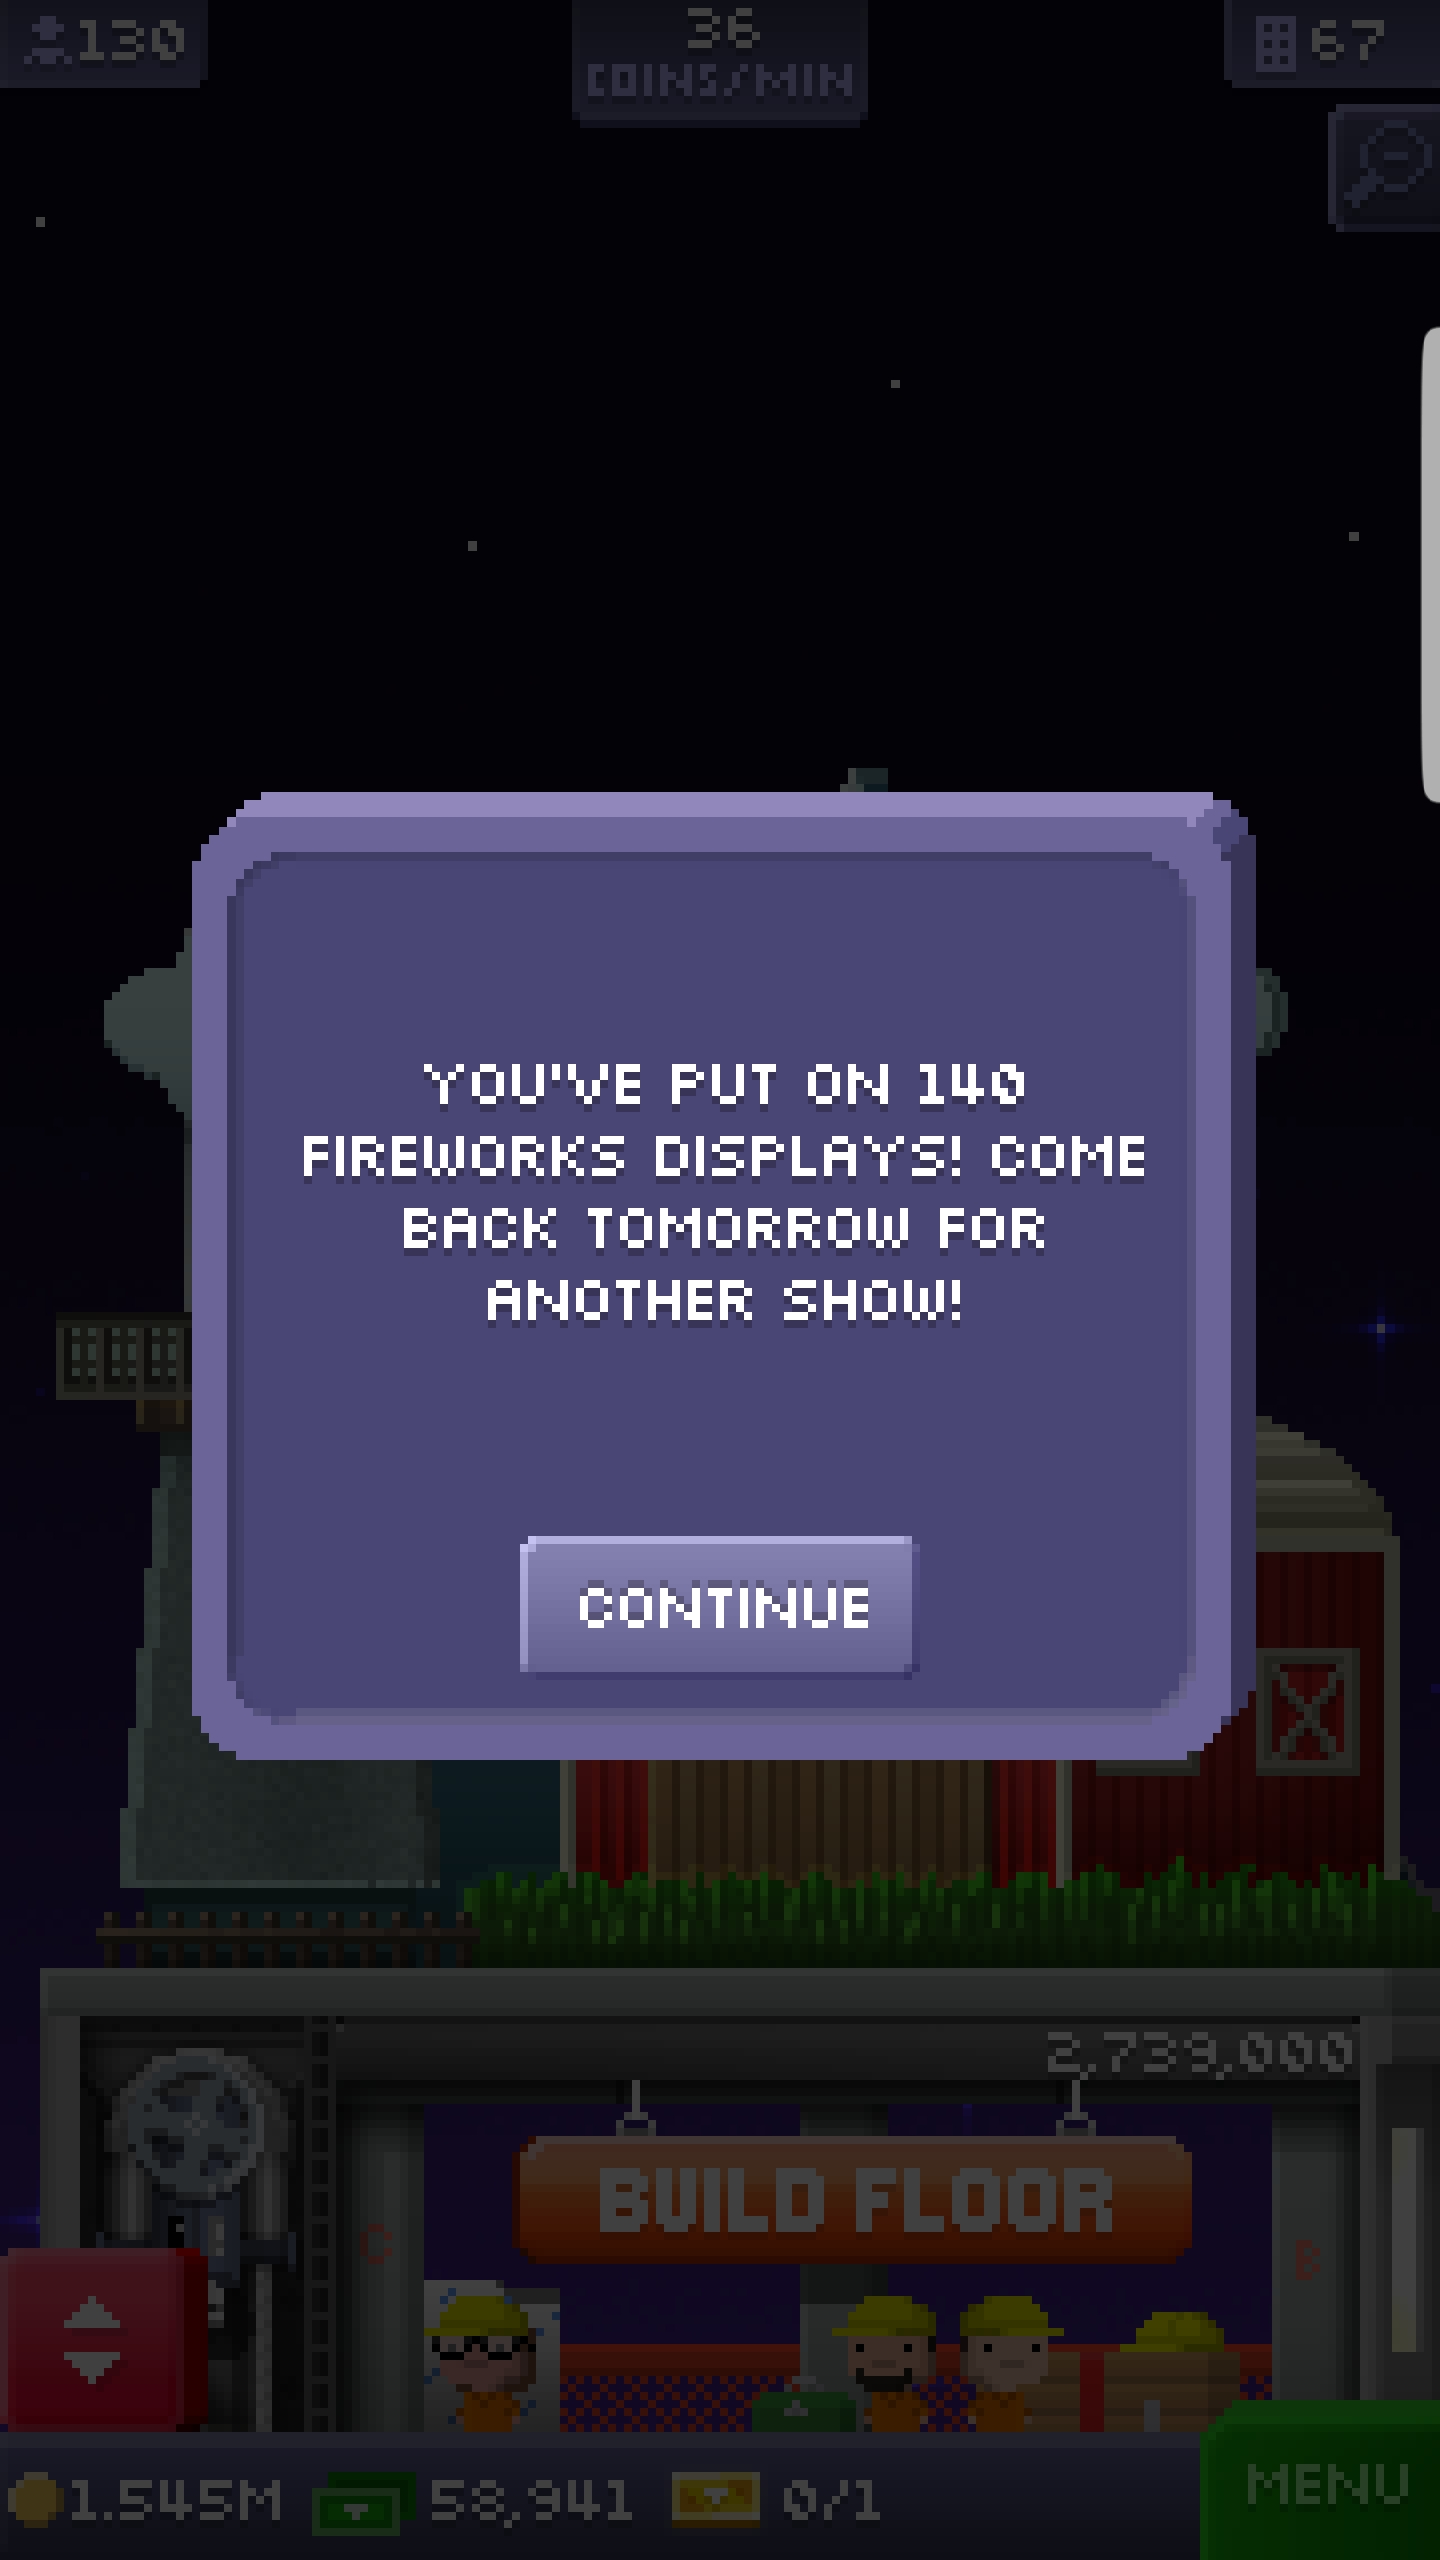 130
36
COINS/MIN
67
YOU'VE PUT ON 140
FIREWORKS DISPLAYS! COME
BACK TOMORROW FOR
ANOTHER SHOW!
CONTINUE
2,739,000
BUILD FLOOR
C
B
1.545M
58,941
0/1
MENU